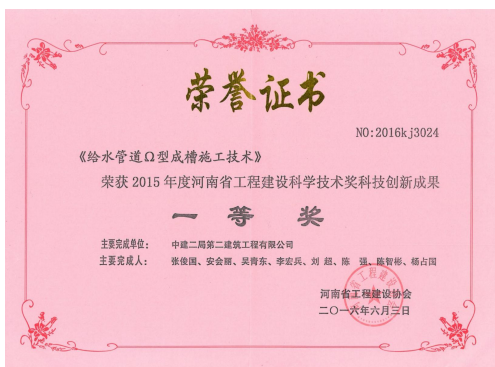 荣誉证书
NO:2016kj3024
《给水管道Ω型成槽施工技术》
荣获2015年度河南省工程建设科学技术奖科技创新成果
一等奖
主要完成单位: 中建二局第二建筑工程有限公司
主要完成人: 张俊国、安会丽、吴育东、李宏兵、刘 超、陈 强、陈智彬、杨占国
河南省工程建设协会
二〇一六年六月三日